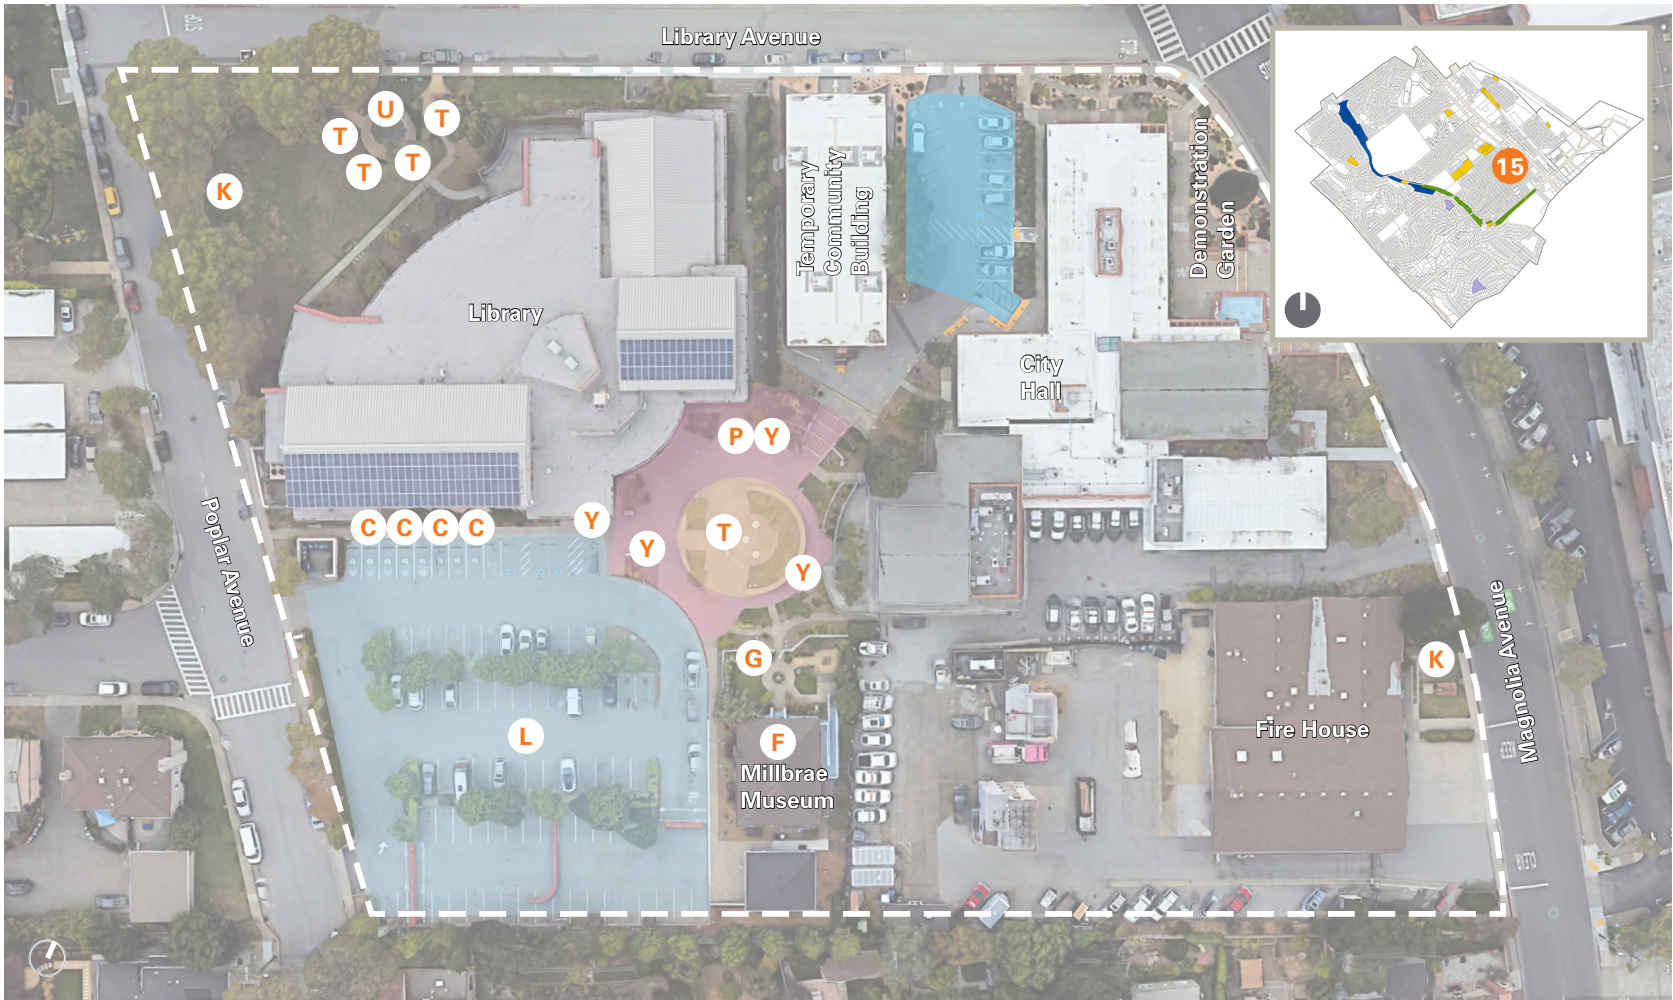 Library Avenue
U
T
T
T
T
K
15
Temporary
Community
Building
Demonstration
Garden
Library
City
Hall
P
Y
C
C
C
C
Y
Y
T
Y
Poplar Avenue
G
K
L
F
Fire House
Magnolia Avenue
Millbrae
Museum